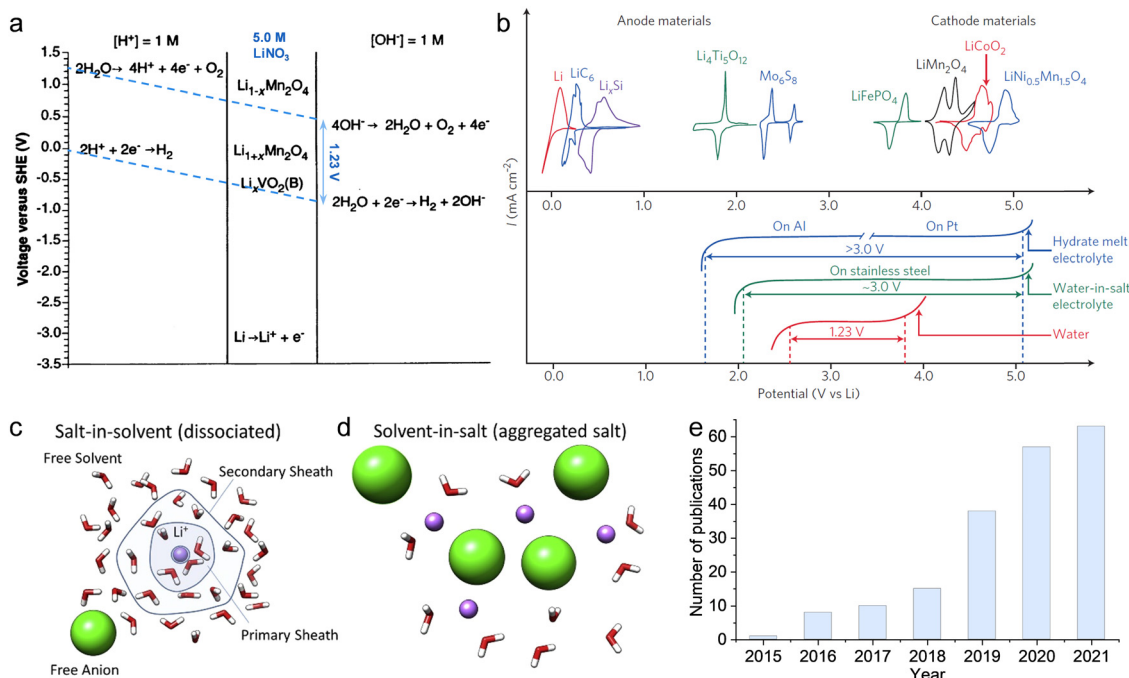 a
[H⁺] = 1 M
5.0 M
LiNO₃
[OH⁻] = 1 M
Voltage versus SHE (V)
1.5
1.0
0.5
0.0
-0.5
-1.0
-1.5
-2.0
-2.5
-3.0
-3.5
2H₂O→ 4H⁺ + 4e⁻ + O₂
Li₁₋ₓMn₂O₄
4OH⁻→ 2H₂O + O₂ + 4e⁻
2H⁺ + 2e⁻ →H₂
Li₁₊ₓMn₂O₄
1.23 V
LiₓVO₂(B)
2H₂O + 2e⁻→ H₂ + 2OH⁻
Li→Li⁺ + e⁻
b
Anode materials
Cathode materials
Li
LiC₆
LiₓSi
Li₄Ti₅O₁₂
Mo₆S₈
LiFePO₄
LiMn₂O₄
LiCoO₂
LiNi₀.₅Mn₁.₅O₄
I (mA cm⁻²)
0.0 1.0 2.0 3.0 4.0 5.0
On Al
On Pt
>3.0 V
Hydrate melt
electrolyte
On stainless steel
~3.0 V
Water-in-salt
electrolyte
1.23 V
Water
0.0 1.0 2.0 3.0 4.0 5.0
Potential (V vs Li)
c
Salt-in-solvent (dissociated)
Free Solvent
Secondary Sheath
Li⁺
Primary Sheath
Free Anion
d
Solvent-in-salt (aggregated salt)
e
Number of publications
60
50
40
30
20
10
0
2015 2016 2017 2018 2019 2020 2021
Year